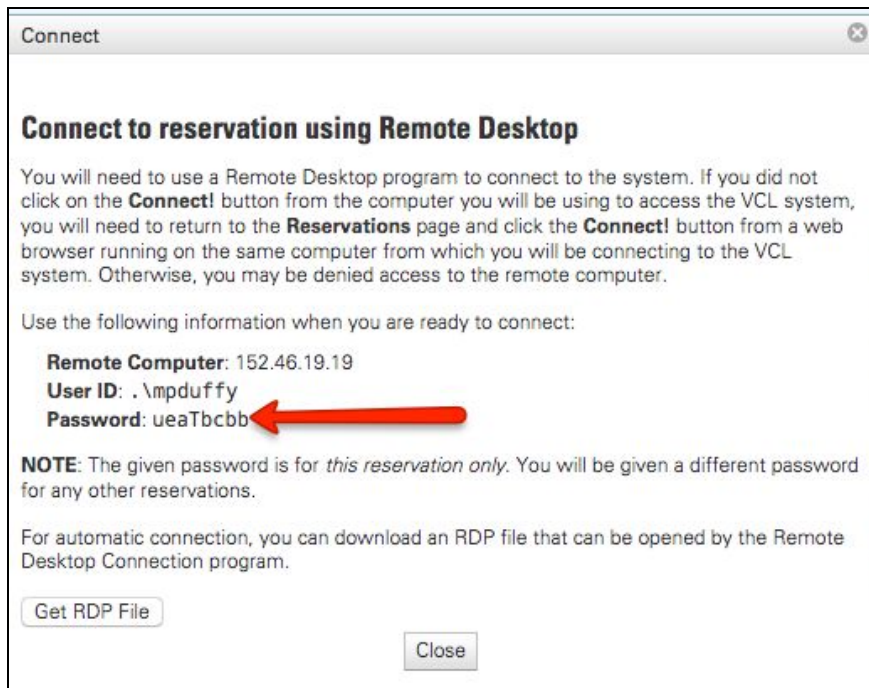 Connect
Connect to reservation using Remote Desktop
You will need to use a Remote Desktop program to connect to the system. If you did not
click on the Connect! button from the computer you will be using to access the VCL system,
you will need to return to the Reservations page and click the Connect! button from a web
browser running on the same computer from which you will be connecting to the VCL
system. Otherwise, you may be denied access to the remote computer.
Use the following information when you are ready to connect:
Remote Computer: 152.46.19.19
User ID: .\mpduffy
Password: ueaTbcbb
NOTE: The given password is for this reservation only. You will be given a different password
for any other reservations.
For automatic connection, you can download an RDP file that can be opened by the Remote
Desktop Connection program.
Get RDP File
Close